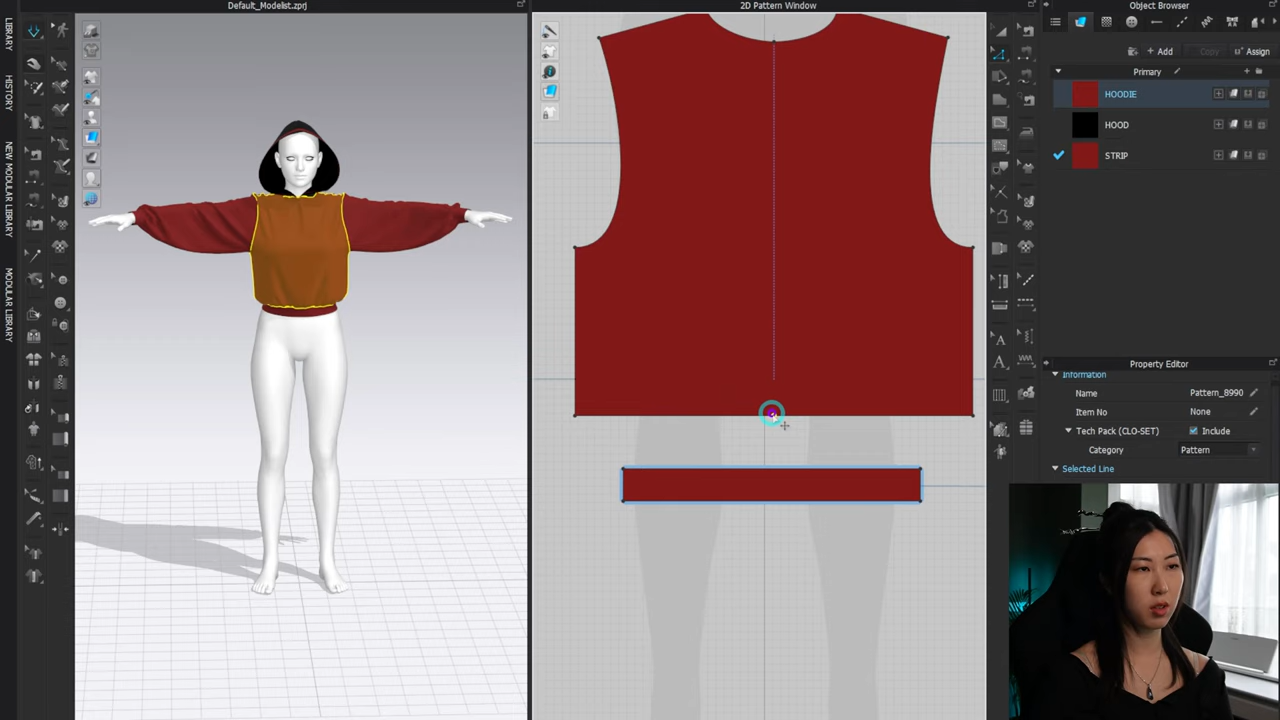 Default_Modelist.zprj
2D Pattern Window
Object Browser
LIBRARY
HISTORY
NEW MODULAR LIBRARY
MODULAR LIBRARY
Add
Copy
Assign
Primary
HOODIE
HOOD
STRIP
Property Editor
Information
Name
Pattern_8990
Item No
None
Tech Pack (CLO-SET)
Include
Category
Pattern
Selected Line